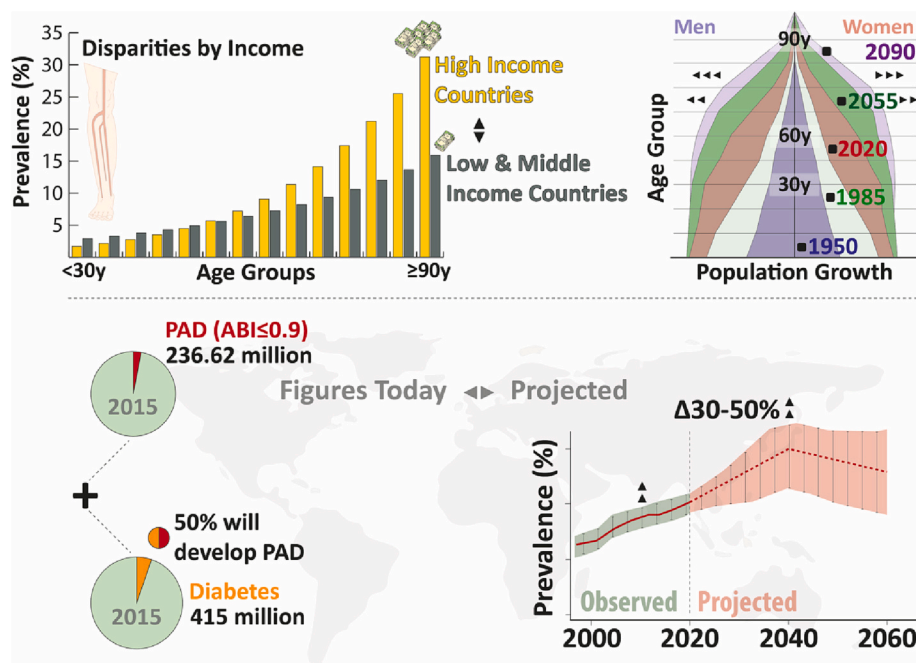 35
30
25
20
15
10
5
Prevalence (%)
Disparities by Income
High Income
Countries
Low & Middle
Income Countries
<30y
Age Groups
≥90y
Men
Women
90y
2090
2055
60y
2020
30y
1985
1950
Age Group
Population Growth
PAD (ABI≤0.9)
236.62 million
2015
Figures Today
Projected
50% will
develop PAD
Diabetes
415 million
2015
Δ30-50%
Prevalence (%)
Observed
Projected
2000
2020
2040
2060